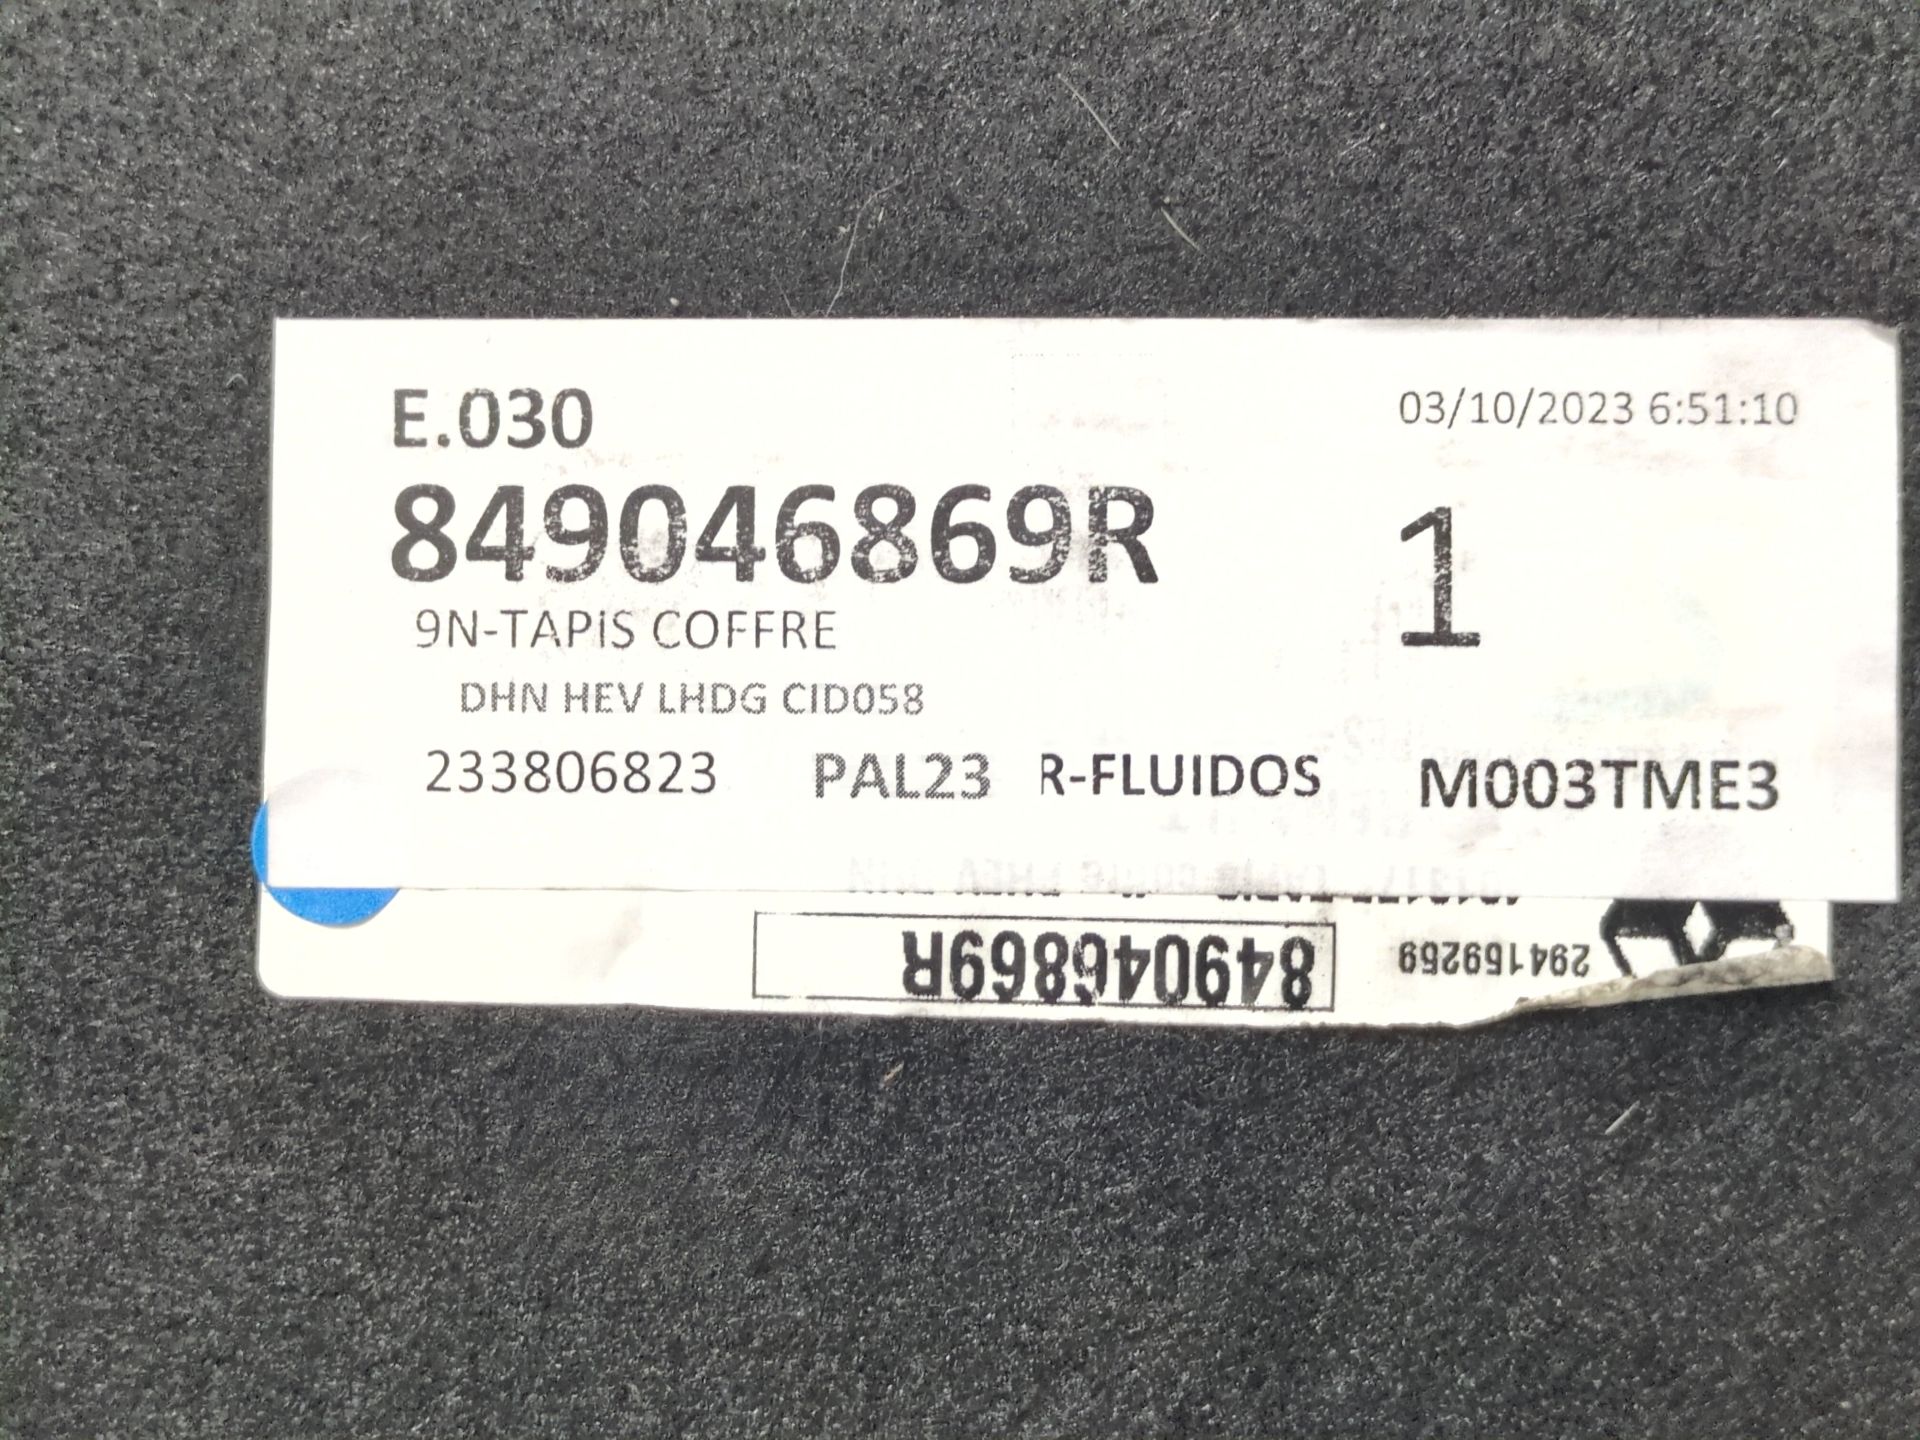 E.030
03/10/2023 6:51:10
849046869R
1
9N-TAPIS COFFRE
DHN HEV LHDG CID058
233806823 PAL23 R-FLUIDOS M003TME3
849046869R
294169269